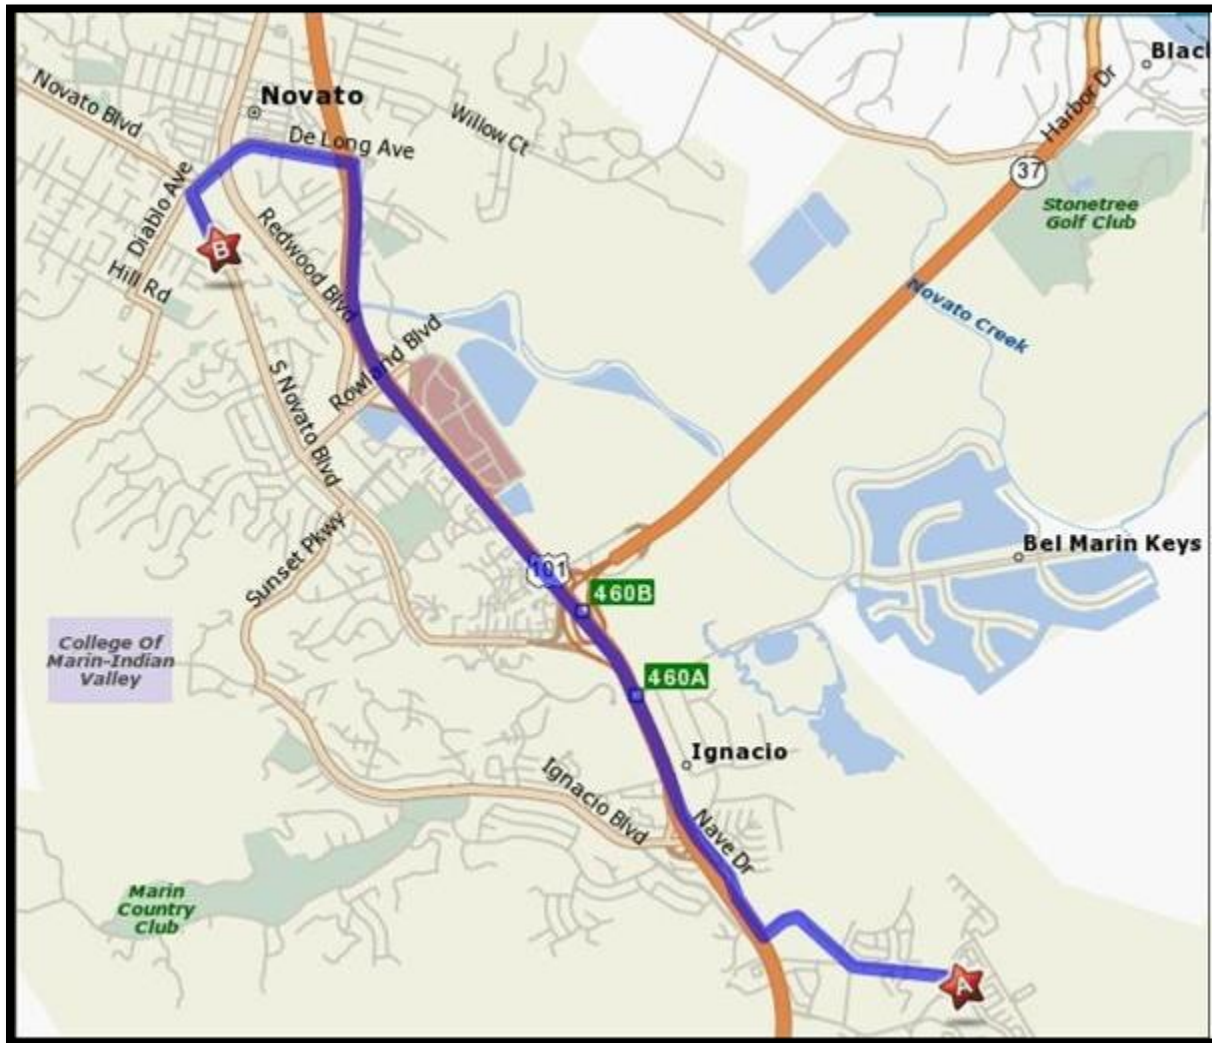 Blac
Novato
Harbor Dr
Novato Blvd
Willow Ct
De Long Ave
37
Diablo Ave
Stonetree
Golf Club
Redwood Blvd
B
Hill Rd
Novato Creek
Rowland Blvd
S Novato Blvd
Sunset Pkwy
Bel Marin Keys
101
460B
College Of
Marin-Indian
Valley
460A
Ignacio
Ignacio Blvd
Nave Dr
Marin
Country
Club
A